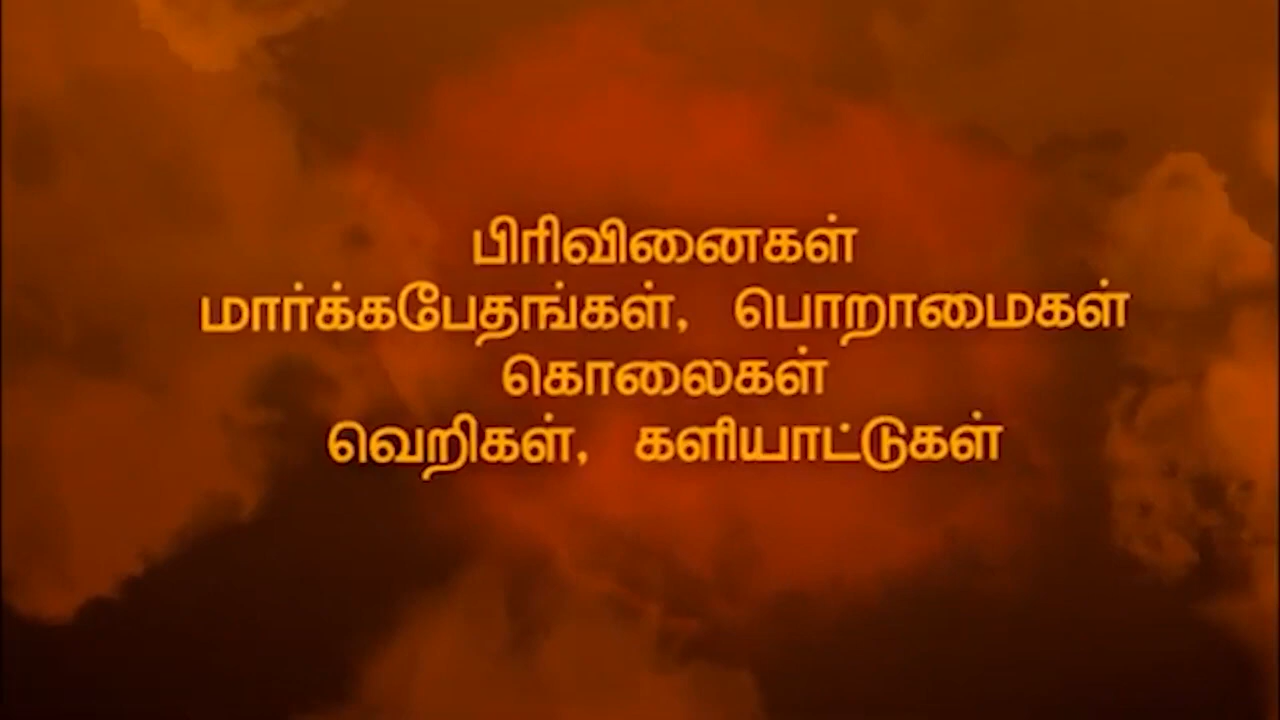 பிரிவினைகள்
மார்க்கபேதங்கள், பொறாமைகள்
கொலைகள்
வெறிகள், களியாட்டுகள்